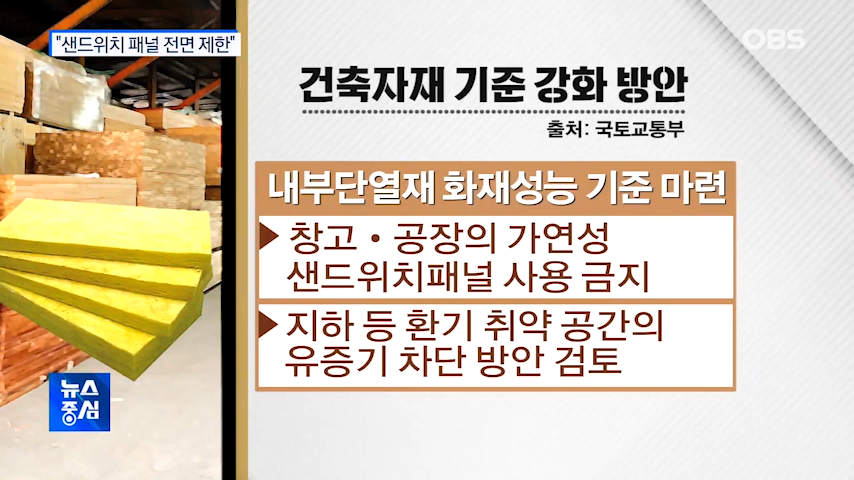 "샌드위치 패널 전면 제한"
OBS
건축자재 기준 강화 방안
출처: 국토교통부
내부단열재 화재성능 기준 마련
▶ 창고·공장의 가연성
샌드위치패널 사용 금지
▶ 지하 등 환기 취약 공간의
유증기 차단 방안 검토
뉴스
중심